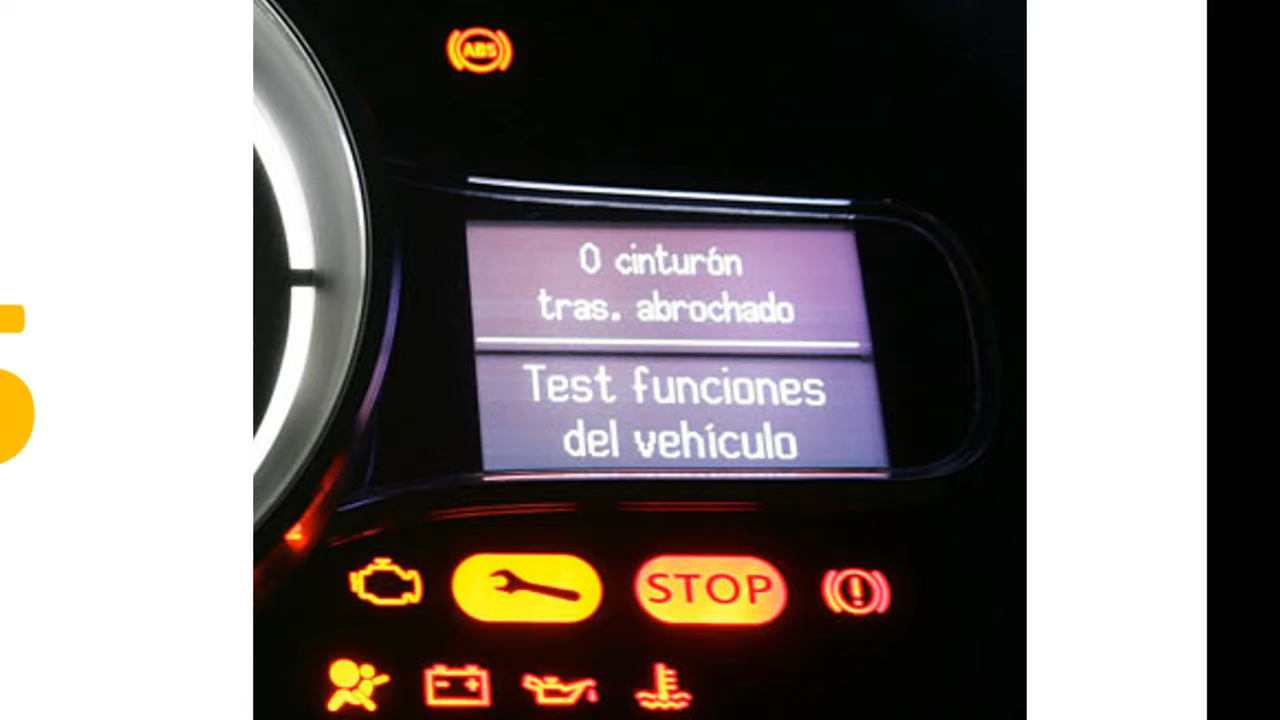 ABS
0 cinturón
tras. abrochado
Test funciones
del vehículo
STOP